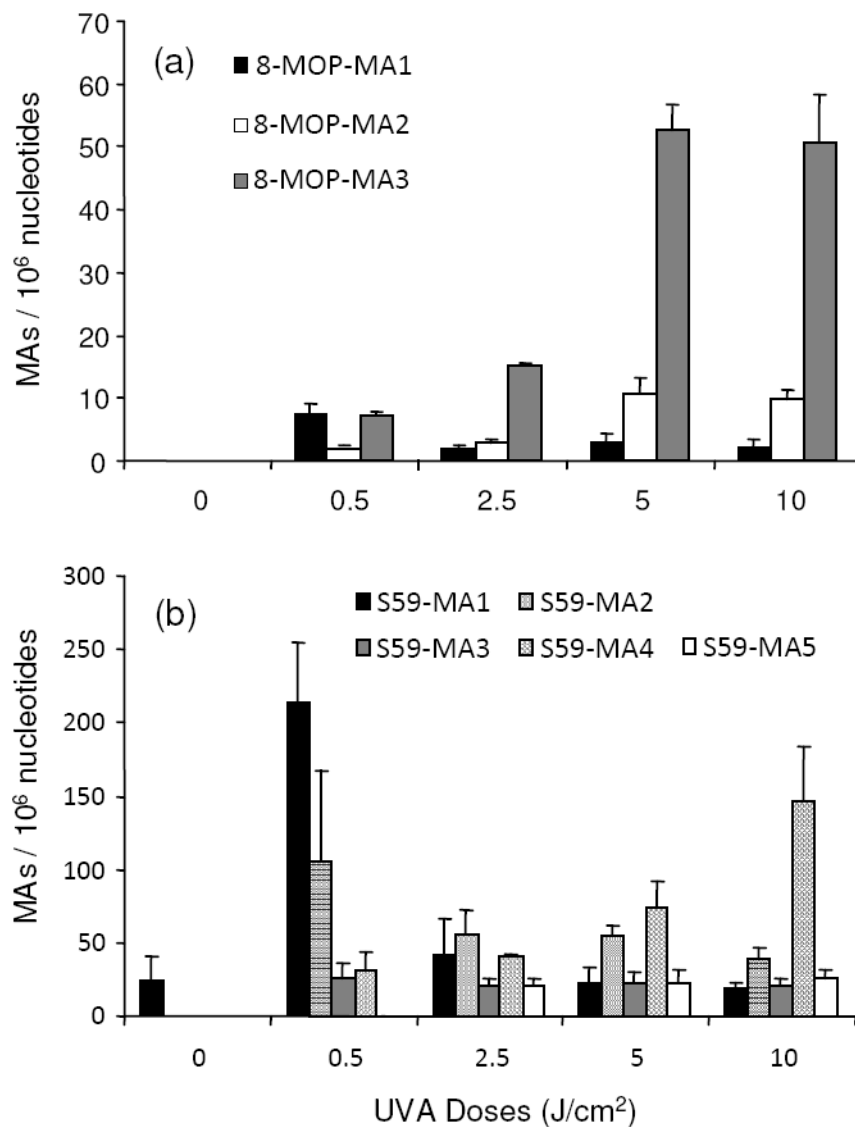 (a)
8-MOP-MA1
8-MOP-MA2
8-MOP-MA3
MAs / 10⁶ nucleotides
70
60
50
40
30
20
10
0
0 0.5 2.5 5 10
(b)
S59-MA1 S59-MA2
S59-MA3 S59-MA4 S59-MA5
MAs / 10⁶ nucleotides
300
250
200
150
100
50
0
0 0.5 2.5 5 10
UVA Doses (J/cm²)